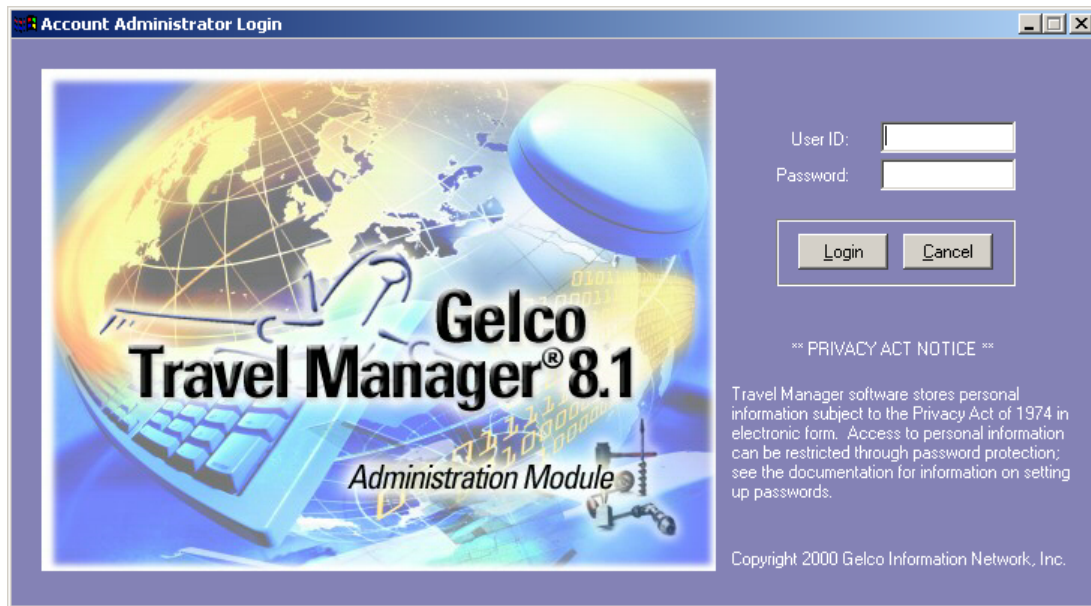 Account Administrator Login
User ID:
Password:
Login
Cancel
Gelco
Travel Manager® 8.1
Administration Module
** PRIVACY ACT NOTICE **
Travel Manager software stores personal
information subject to the Privacy Act of 1974 in
electronic form.  Access to personal information
can be restricted through password protection;
see the documentation for information on setting
up passwords.
Copyright 2000 Gelco Information Network, Inc.